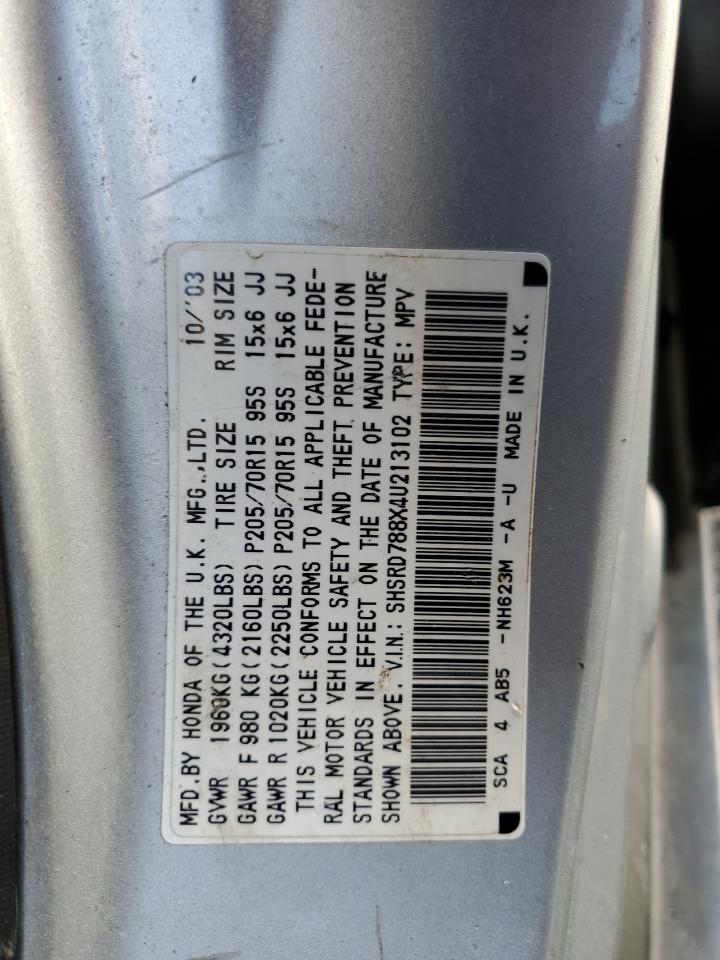 MFD.BY HONDA OF THE U.K. MFG.,LTD. 10/'03
GVWR 1960KG(4320LBS) TIRE SIZE RIM SIZE
GAWR F 980 KG(2160LBS) P205/70R15 95S 15x6 JJ
GAWR R 1020KG(2250LBS) P205/70R15 95S 15x6 JJ
THIS VEHICLE CONFORMS TO ALL APPLICABLE FEDE-
RAL MOTOR VEHICLE SAFETY AND THEFT PREVENTION
STANDARDS IN EFFECT ON THE DATE OF MANUFACTURE
SHOWN ABOVE. V.I.N.: SHSRD788X4U213102 TYPE: MPV
SCA 4 AB5 -NH623M -A -U MADE IN U.K.